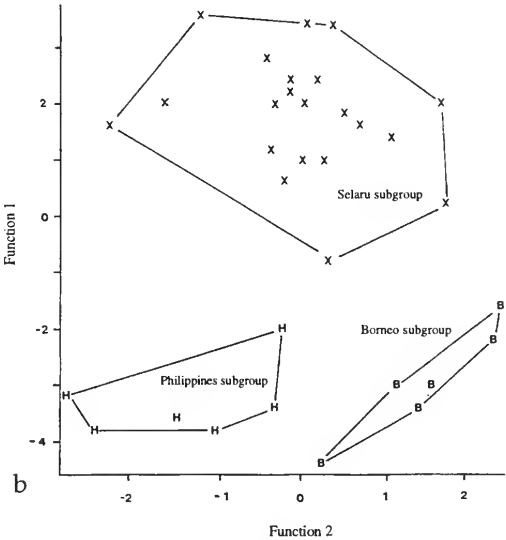 X
X X
X
X X
X
2 X X X X
X
X X
X
X
X X
X
Selaru subgroup
X
Function 1
0
X
B
-2 H Borneo subgroup
B
Philippines subgroup B B
H
H B
H
H H
-4
B
b
-2 -1 0 1 2
Function 2